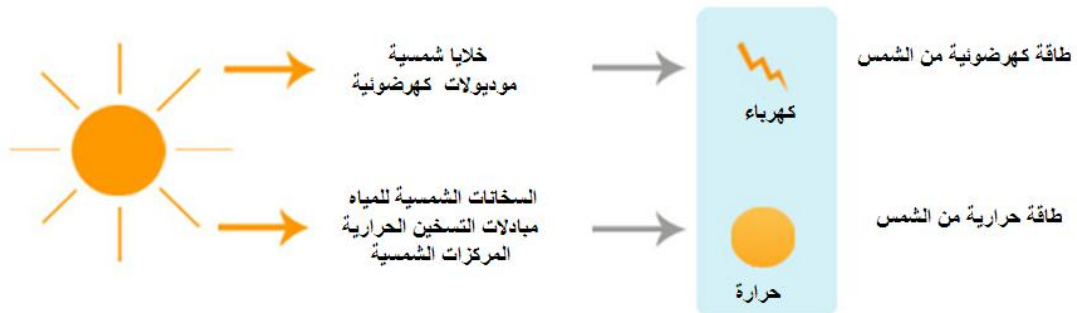 خلايا شمسية
موديولات كهرضوئية
كهرباء
طاقة كهرضوئية من الشمس
السخانات الشمسية للمياه
مبادلات التسخين الحرارية
المركزات الشمسية
حرارة
طاقة حرارية من الشمس